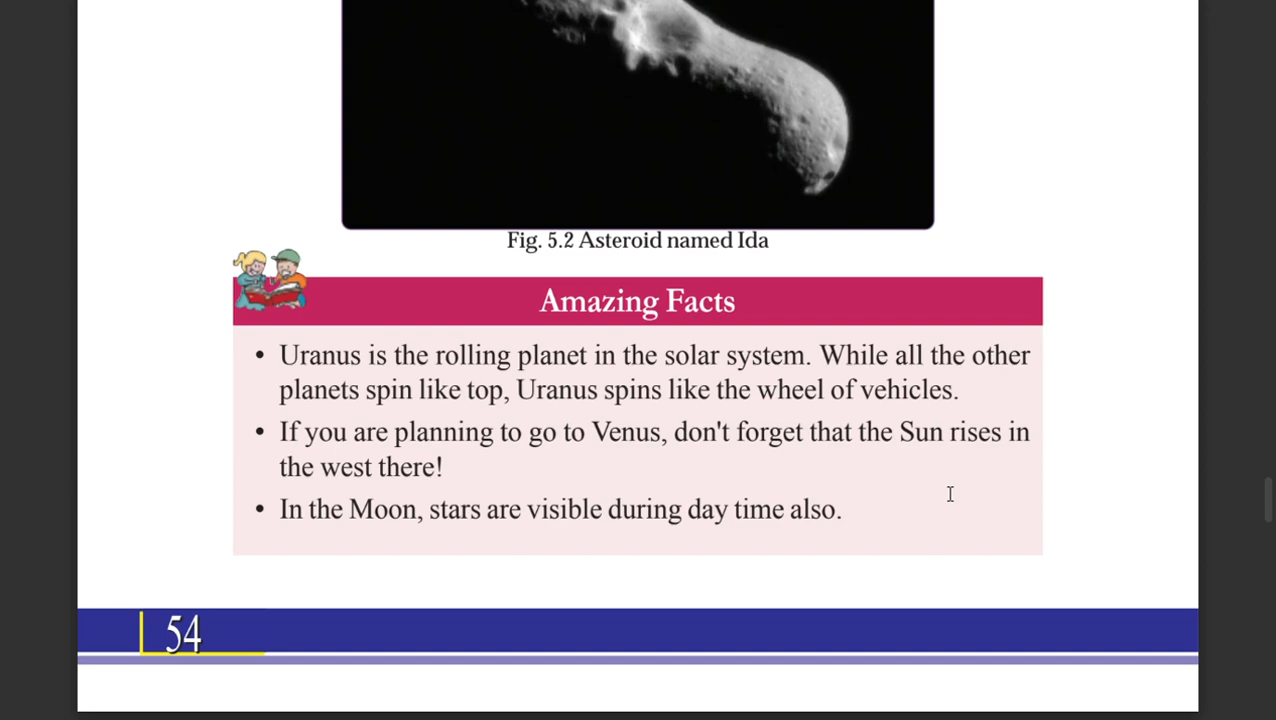 Fig. 5.2 Asteroid named Ida
Amazing Facts
• Uranus is the rolling planet in the solar system. While all the other
planets spin like top, Uranus spins like the wheel of vehicles.
• If you are planning to go to Venus, don't forget that the Sun rises in
the west there!
• In the Moon, stars are visible during day time also.
54